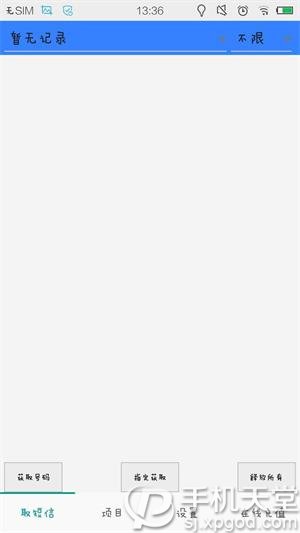 无SIM 13:36
暂无记录 不限
获取号码 指定获取 释放所有
取短信 项目 设置 在线充值
手机天堂
sj.xpgod.com